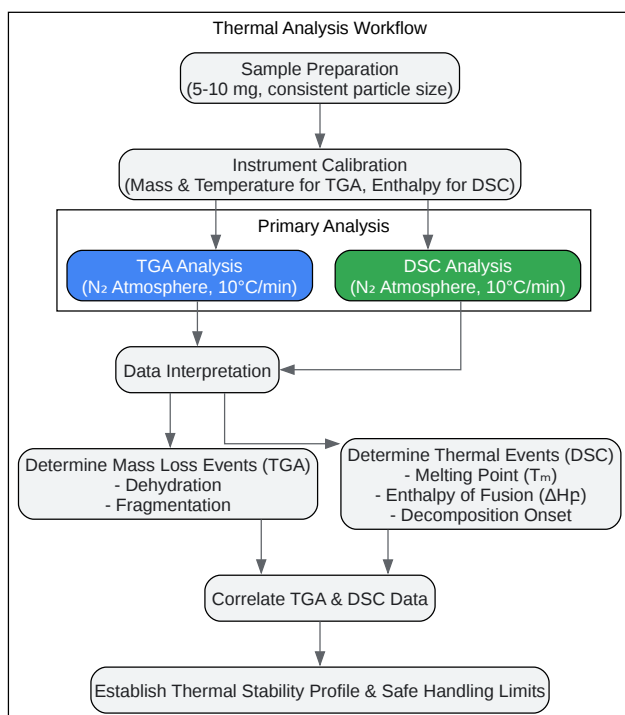 Thermal Analysis Workflow
Sample Preparation
(5-10 mg, consistent particle size)
Instrument Calibration
(Mass & Temperature for TGA, Enthalpy for DSC)
Primary Analysis
TGA Analysis
(N₂ Atmosphere, 10°C/min)
DSC Analysis
(N₂ Atmosphere, 10°C/min)
Data Interpretation
Determine Mass Loss Events (TGA)
- Dehydration
- Fragmentation
Determine Thermal Events (DSC)
- Melting Point (Tₘ)
- Enthalpy of Fusion (ΔHբ)
- Decomposition Onset
Correlate TGA & DSC Data
Establish Thermal Stability Profile & Safe Handling Limits